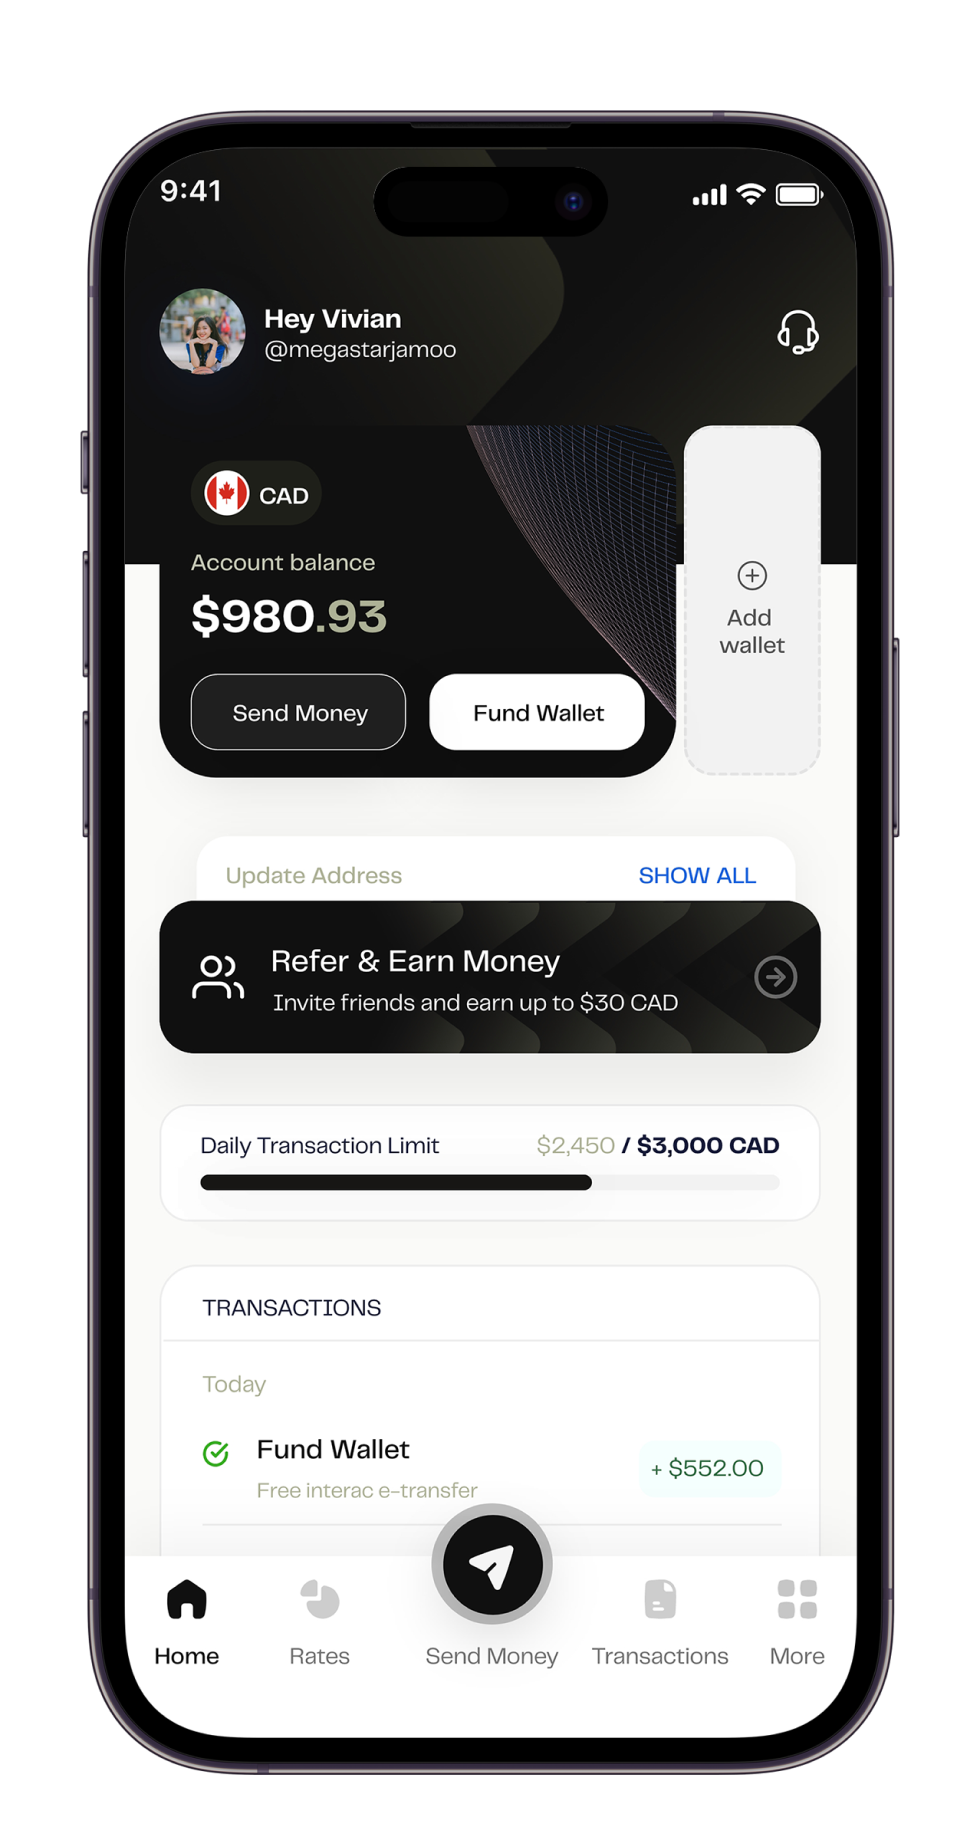 9:41
Hey Vivian
@megastarjamoo
CAD
Account balance
$980.93
Send Money
Fund Wallet
Add
wallet
Update Address
SHOW ALL
Refer & Earn Money
Invite friends and earn up to $30 CAD
Daily Transaction Limit
$2,450 / $3,000 CAD
TRANSACTIONS
Today
Fund Wallet
+ $552.00
Free interac e-transfer
Home
Rates
Send Money
Transactions
More